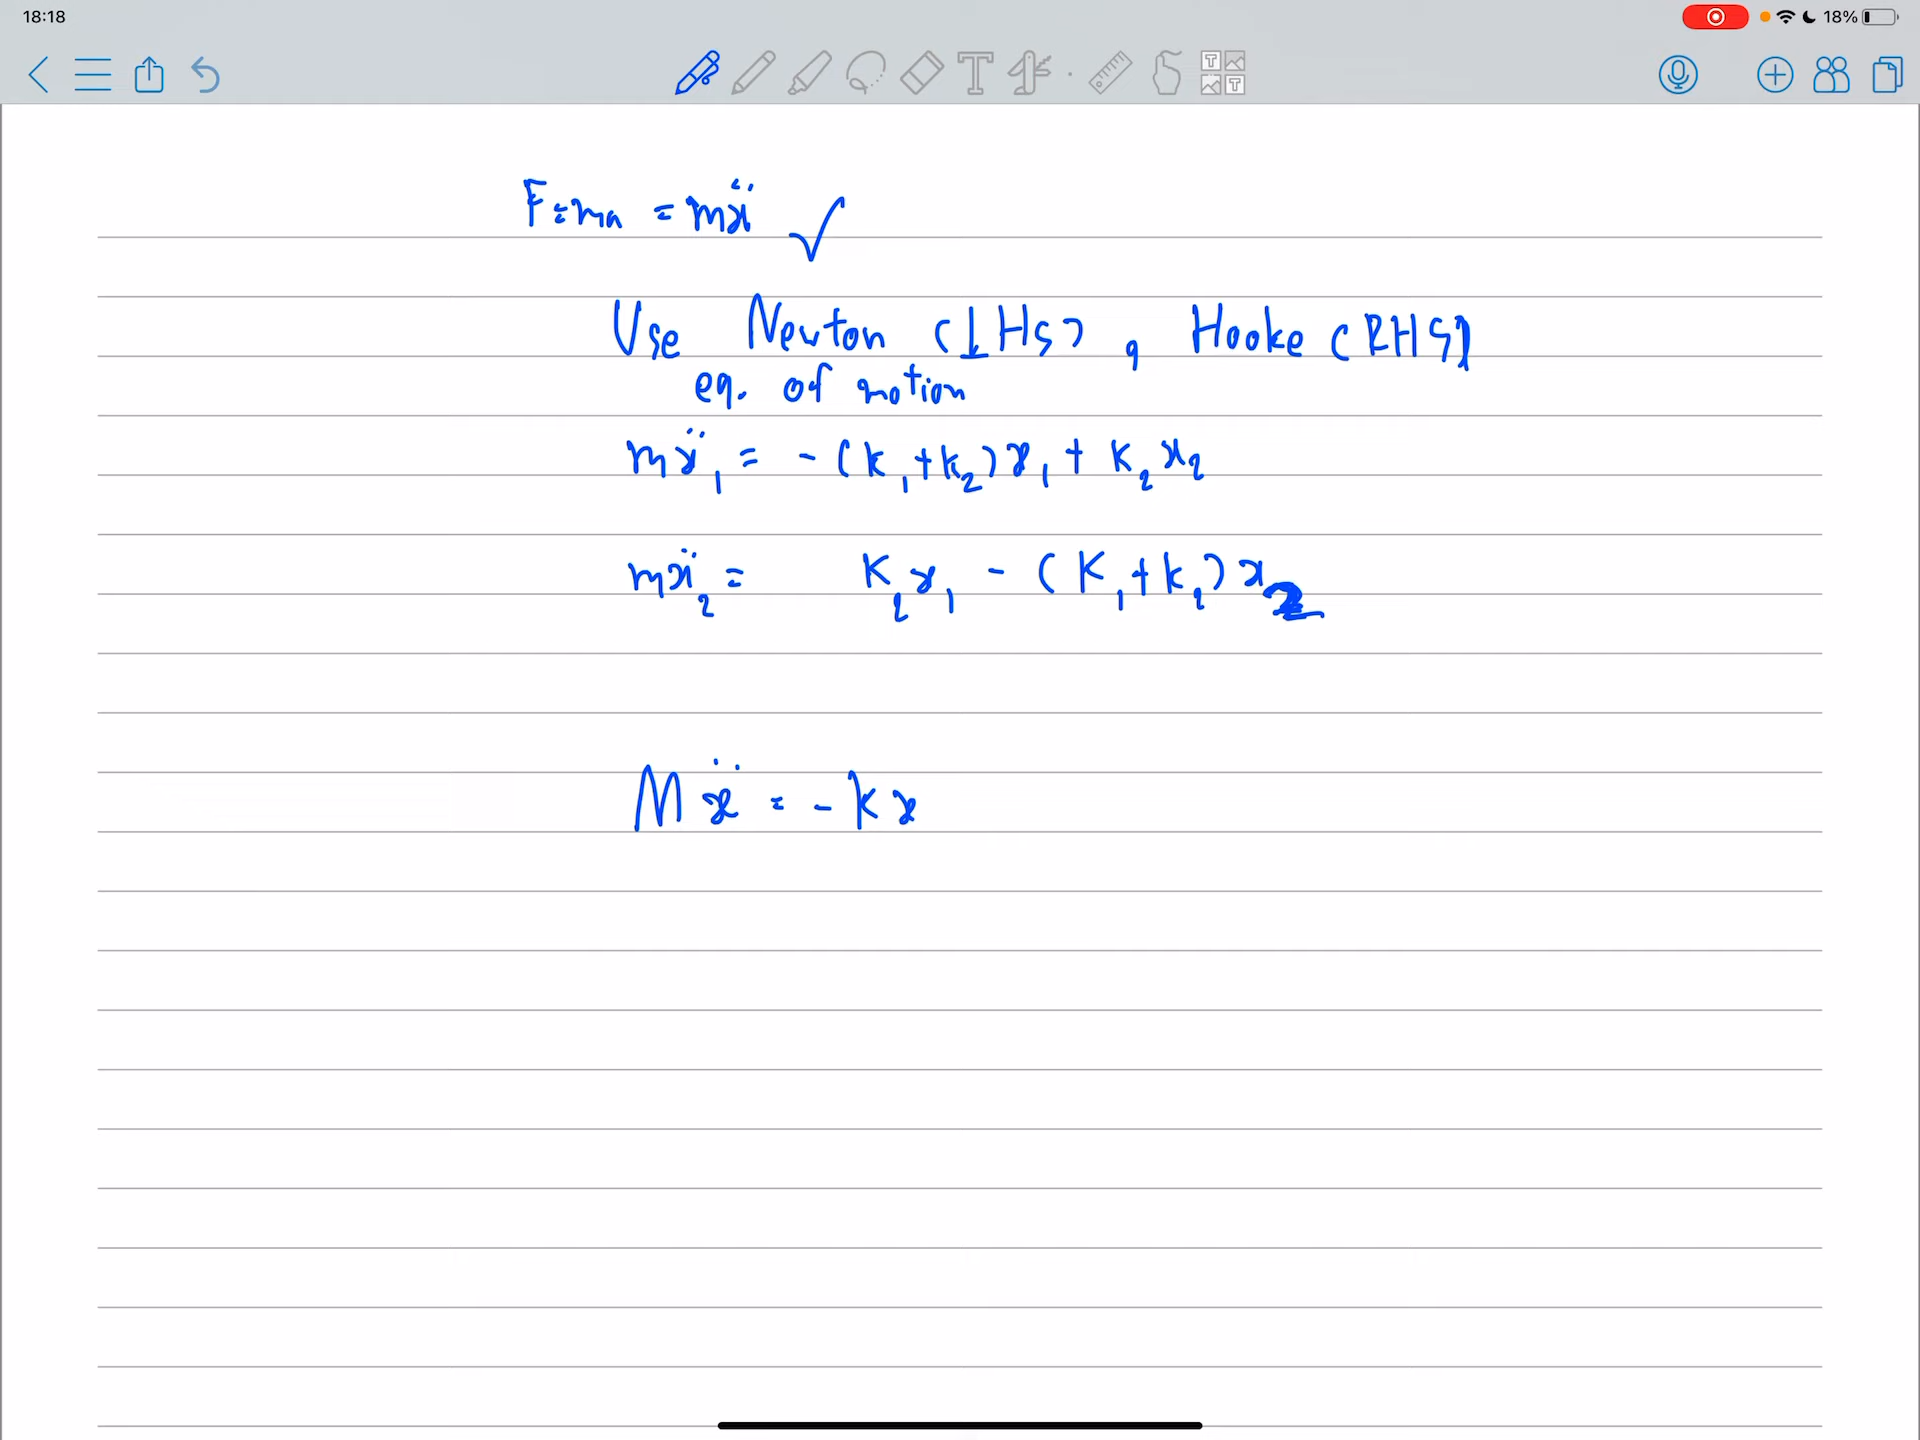 18:18
18%
F=ma = mẍ ✓
Use Newton (LHS), Hooke (RHS)
eq. of motion
mẍ₁ = -(k₁+k₂)x₁ + k₂x₂
mẍ₂ = k₂x₁ - (k₁+k₂)x₂
Mẍ = -kx